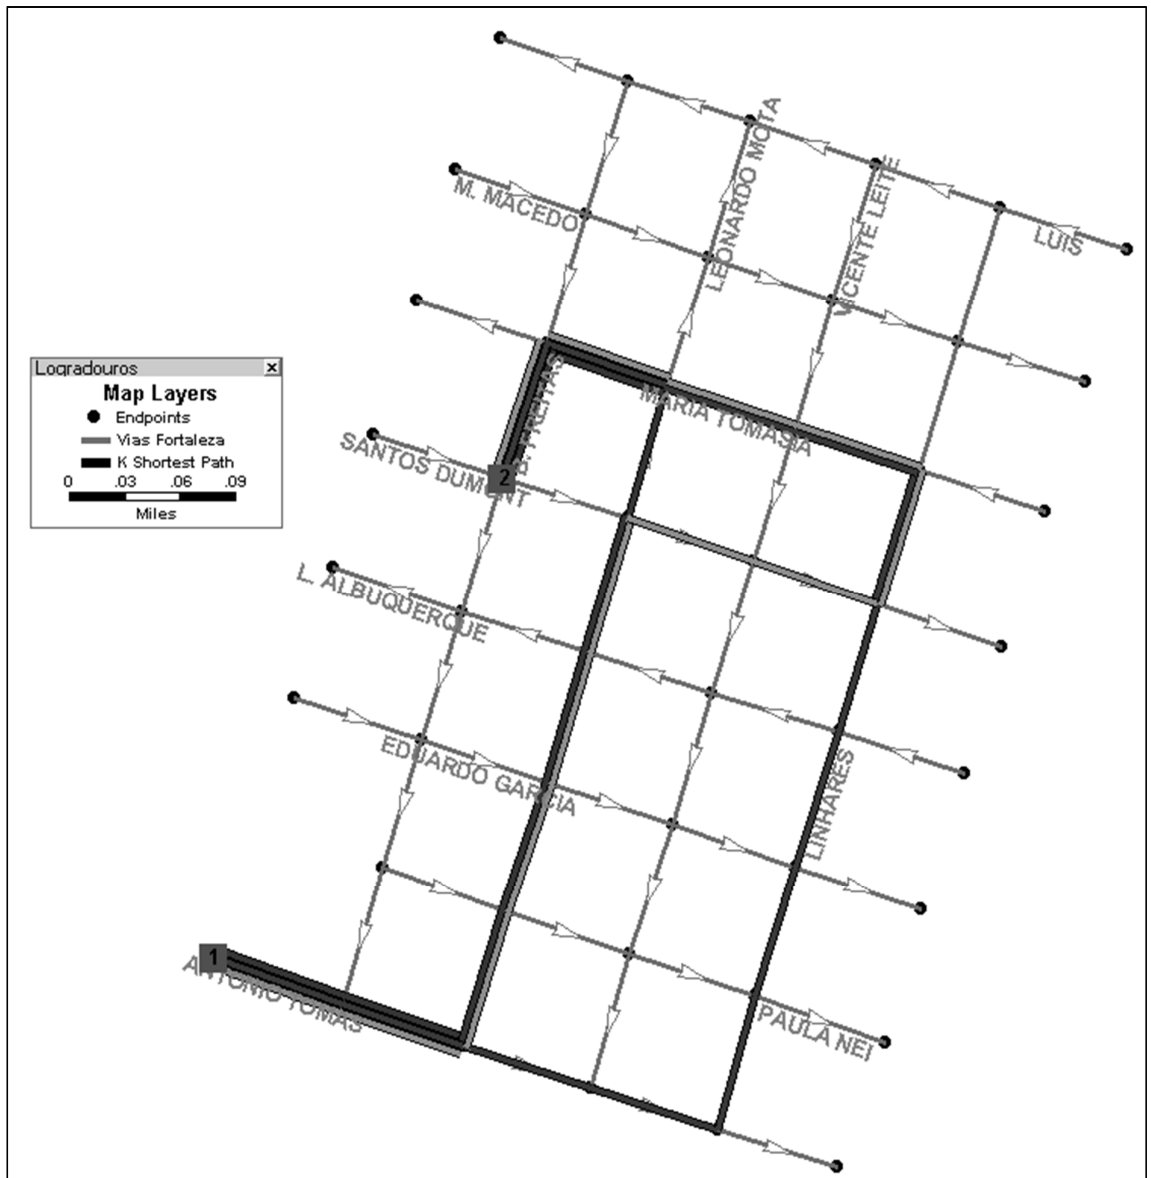 LEONARDO MOTA
VICENTE LEITE
M. MACEDO
LUIS
Logradouros
Map Layers
Endpoints
Vias Fortaleza
K Shortest Path
0 .03 .06 .09
Miles
FREITAS
MARIA TOMASIA
SANTOS DUMONT
2
L. ALBUQUERQUE
EDUARDO GARCIA
LINHARES
1
ANTONIO TOMAS
PAULA NEI